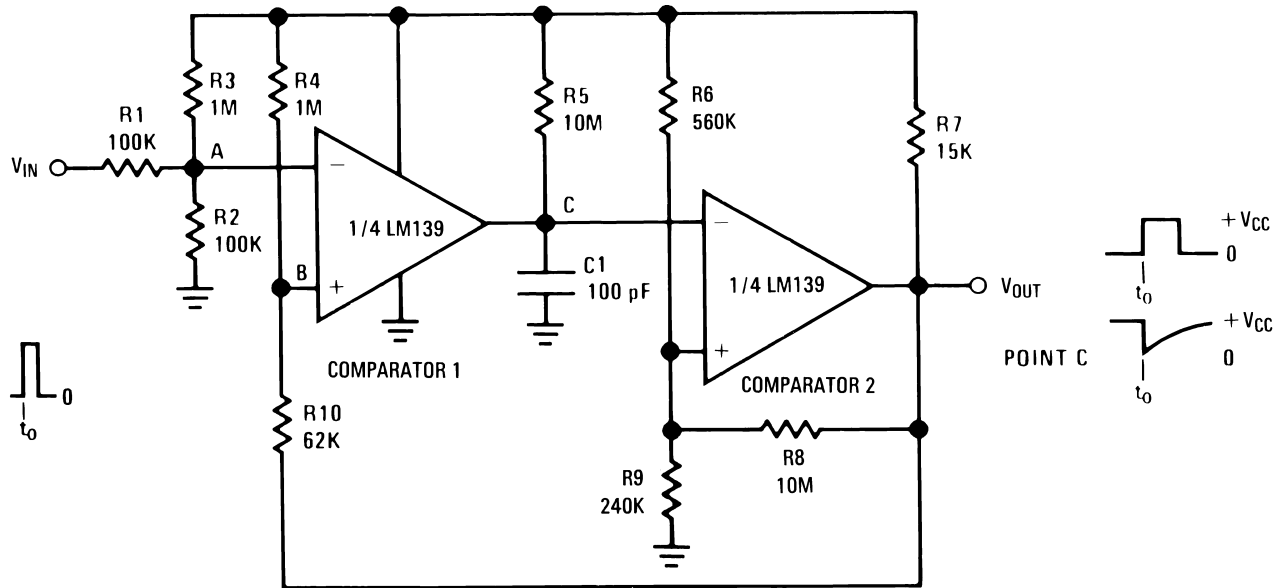 R3
1M
R4
1M
R5
10M
R6
560K
R7
15K
R1
100K
A
VIN
−
R2
100K
1/4 LM139
C
−
+ VCC
0
C1
100 pF
B
+
1/4 LM139
VOUT
t0
+ VCC
0
POINT C
+
COMPARATOR 1
COMPARATOR 2
t0
0
t0
R10
62K
R8
10M
R9
240K